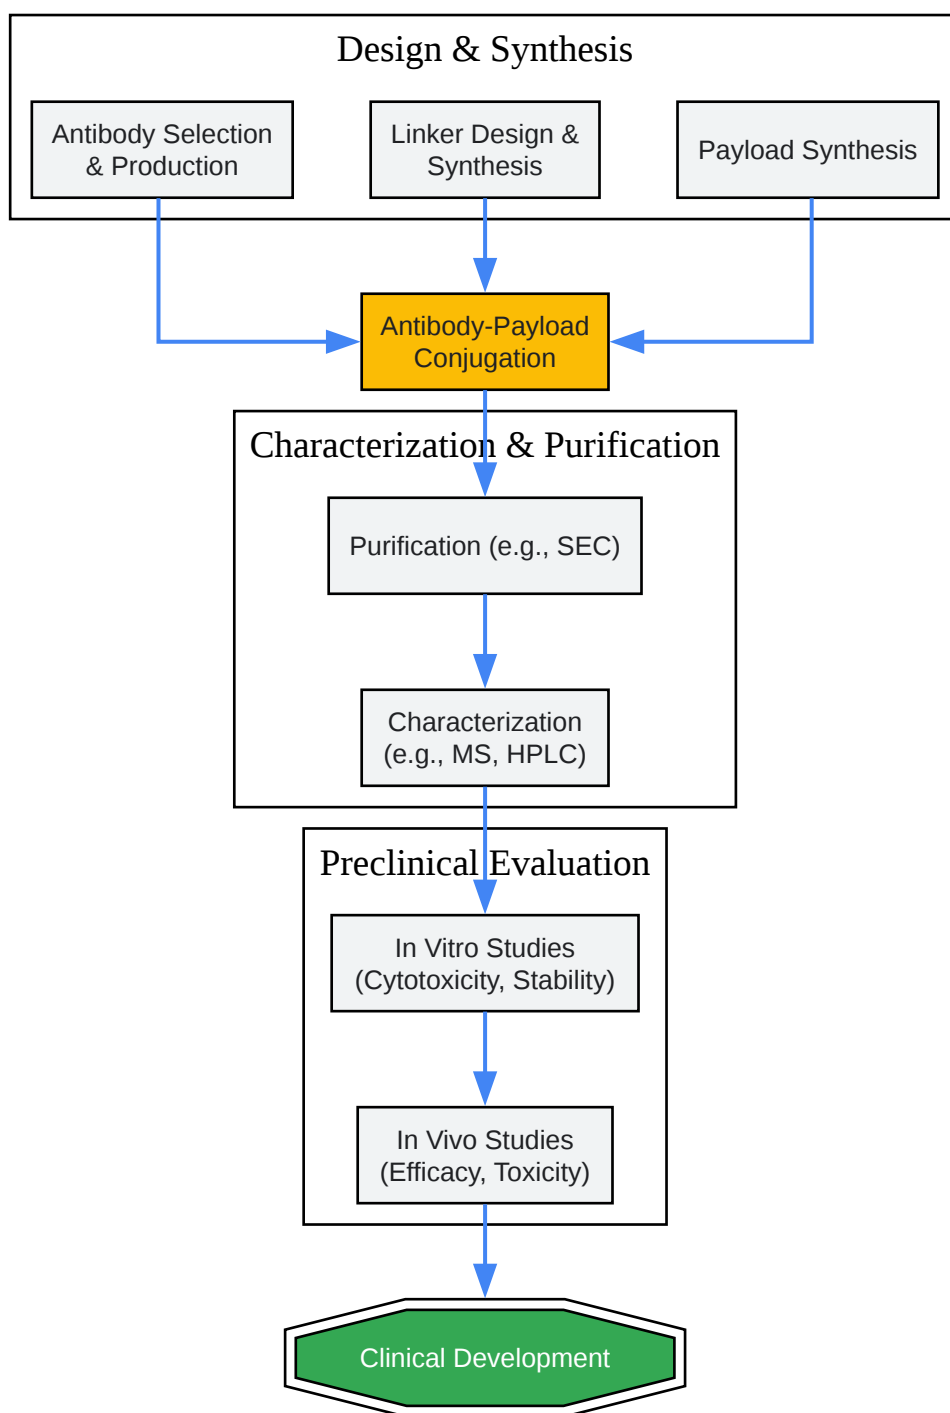 Design & Synthesis
Antibody Selection
& Production
Linker Design &
Synthesis
Payload Synthesis
Antibody-Payload
Conjugation
Characterization & Purification
Purification (e.g., SEC)
Characterization
(e.g., MS, HPLC)
Preclinical Evaluation
In Vitro Studies
(Cytotoxicity, Stability)
In Vivo Studies
(Efficacy, Toxicity)
Clinical Development